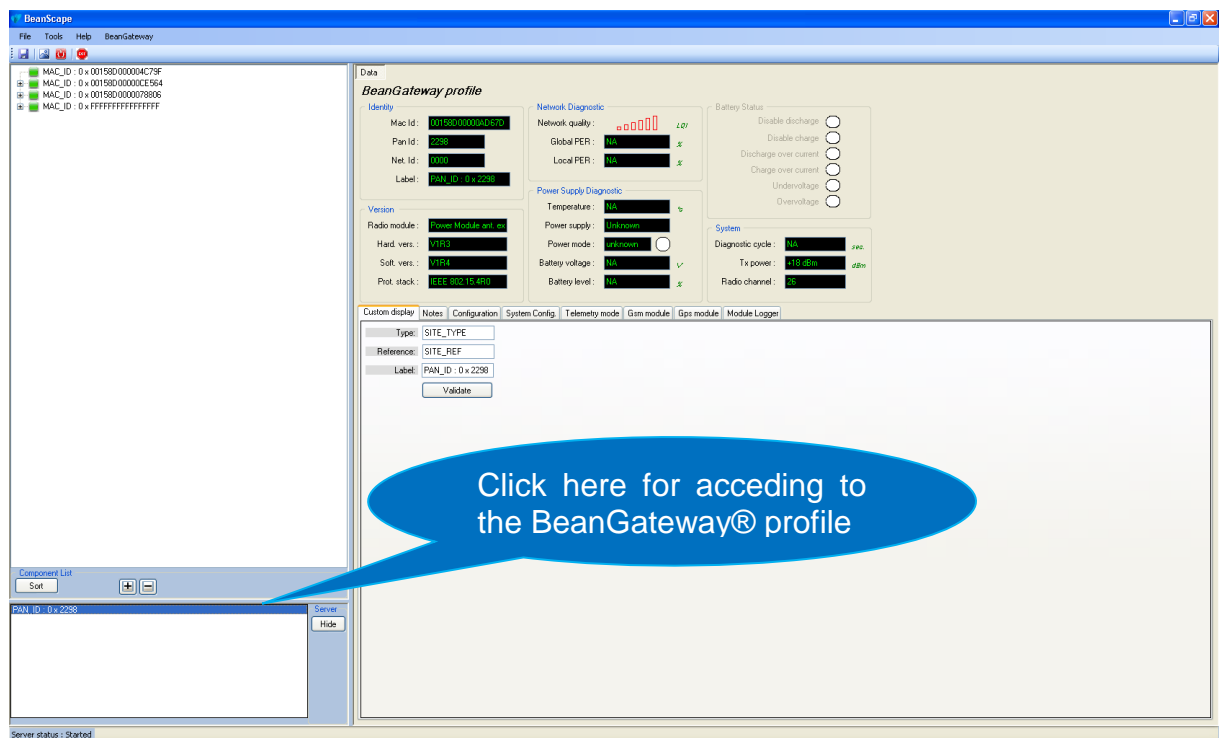 BeanScape
File Tools Help BeanGateway
MAC_ID : 0 x 00158D000004C79F
MAC_ID : 0 x 00158D00000CE564
MAC_ID : 0 x 00158D0000078806
MAC_ID : 0 x FFFFFFFFFFFFFFFF
Component List
Sort
PAN_ID : 0 x 2298
Server
Hide
Server status : Started
Data
BeanGateway profile
Identity
Mac Id : 00158D00000AD67D
Pan Id : 2298
Net. Id : 0000
Label : PAN_ID : 0 x 2298
Version
Radio module : Power Module ant. ex
Hard. vers. : V1R3
Soft. vers. : V1R4
Prot. stack : IEEE 802.15.4R0
Network Diagnostic
Network quality : LQI
Global PER : NA %
Local PER : NA %
Power Supply Diagnostic
Temperature : NA °c
Power supply : Unknown
Power mode : unknown
Battery voltage : NA V
Battery level : NA %
Battery Status
Disable discharge
Disable charge
Discharge over current
Charge over current
Undervoltage
Overvoltage
System
Diagnostic cycle : NA sec.
Tx power : +18 dBm dBm
Radio channel : 26
Custom display Notes Configuration System Config. Telemetry mode Gsm module Gps module Module Logger
Type: SITE_TYPE
Reference: SITE_REF
Label: PAN_ID : 0 x 2298
Validate
Click here for acceding to
the BeanGateway® profile